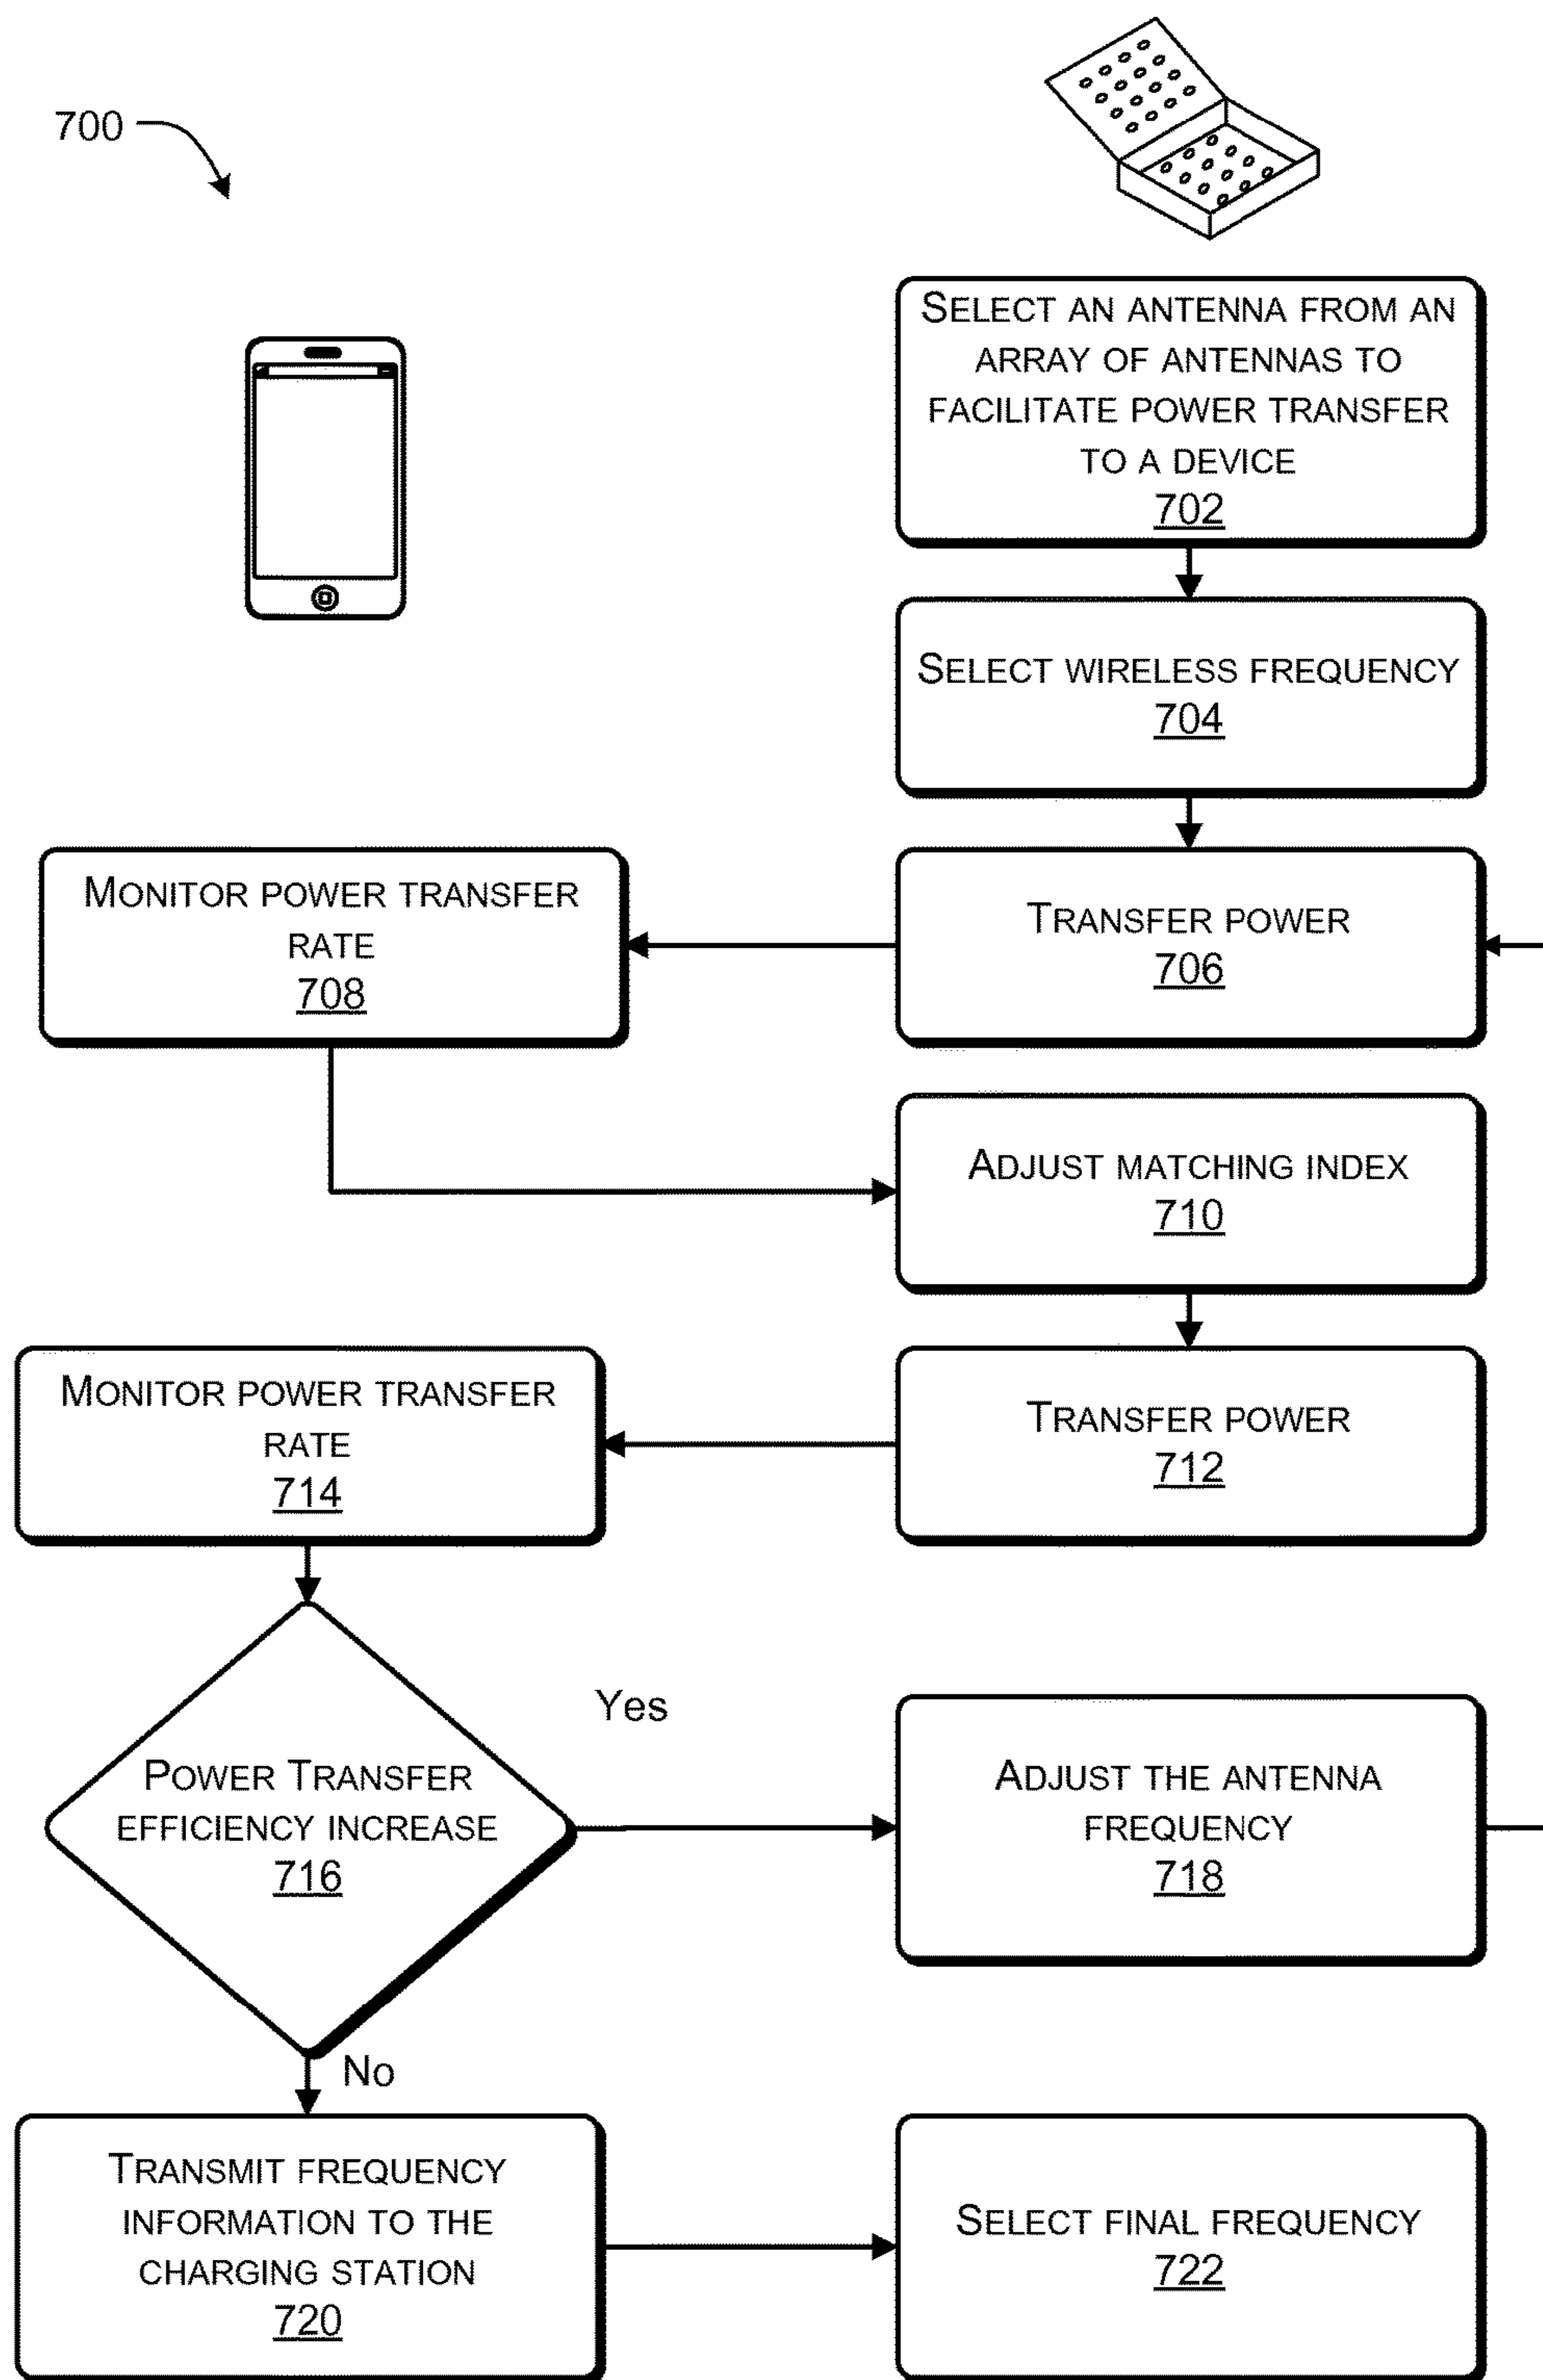 700
SELECT AN ANTENNA FROM AN
ARRAY OF ANTENNAS TO
FACILITATE POWER TRANSFER
TO A DEVICE
702
SELECT WIRELESS FREQUENCY
704
MONITOR POWER TRANSFER
RATE
708
TRANSFER POWER
706
ADJUST MATCHING INDEX
710
MONITOR POWER TRANSFER
RATE
714
TRANSFER POWER
712
Yes
POWER TRANSFER
EFFICIENCY INCREASE
716
ADJUST THE ANTENNA
FREQUENCY
718
No
TRANSMIT FREQUENCY
INFORMATION TO THE
CHARGING STATION
720
SELECT FINAL FREQUENCY
722